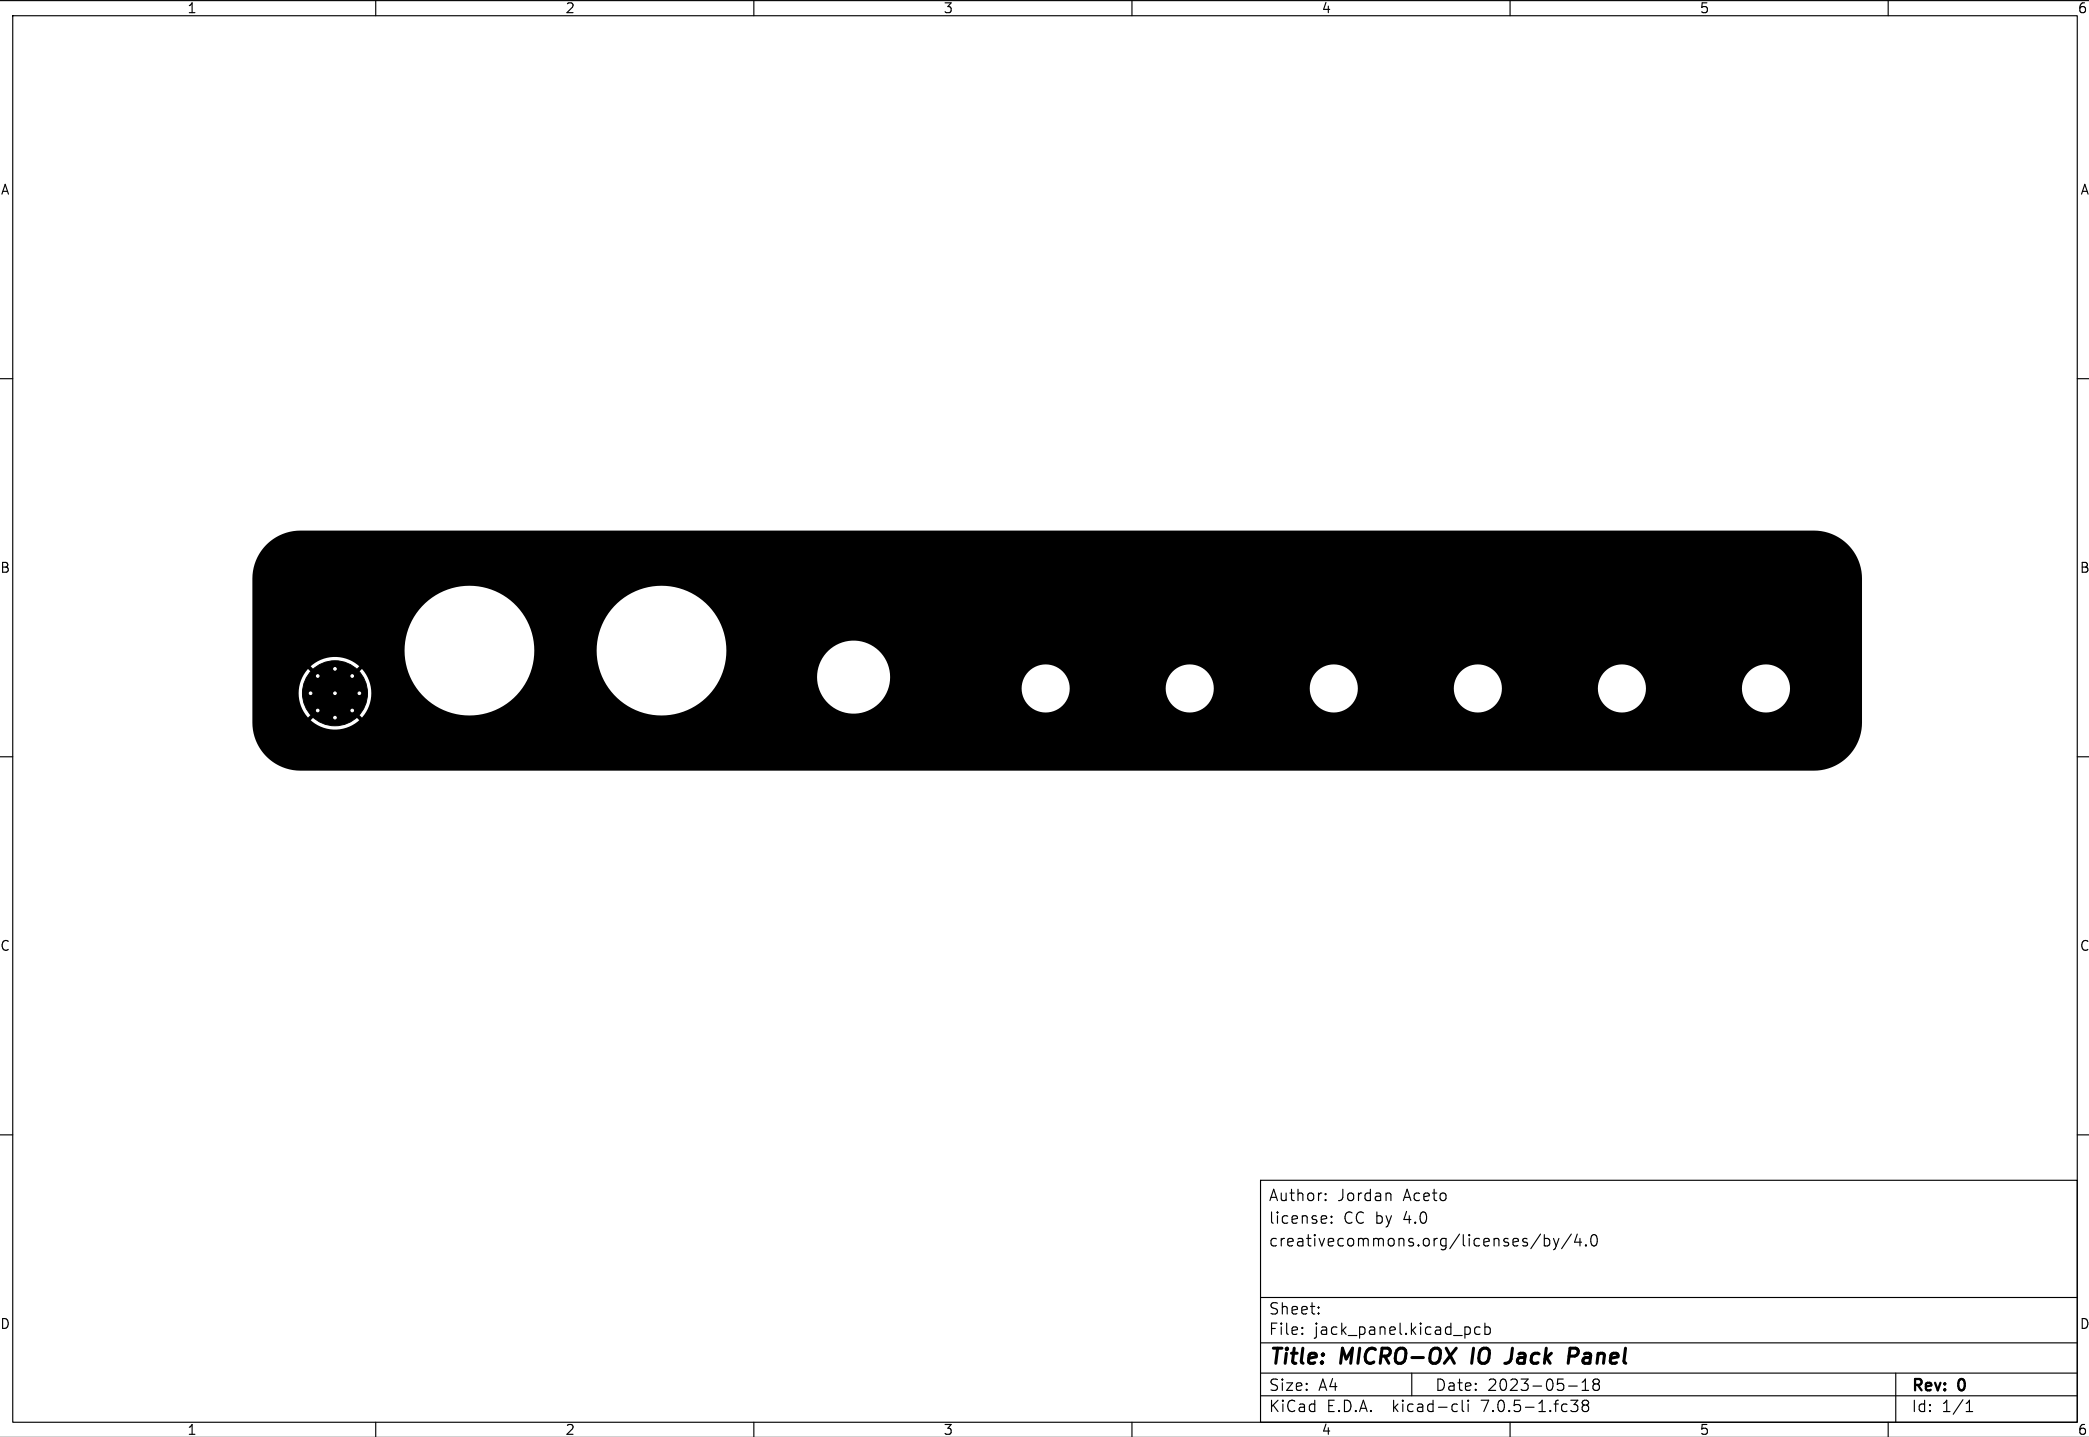 1 2 3 4 5 6
A A
B B
C C
Author: Jordan Aceto
license: CC by 4.0
creativecommons.org/licenses/by/4.0
Sheet:
D D
File: jack_panel.kicad_pcb
Title: MICRO-OX IO Jack Panel
Size: A4 Date: 2023-05-18 Rev: 0
KiCad E.D.A. kicad-cli 7.0.5-1.fc38 Id: 1/1
1 2 3 4 5 6